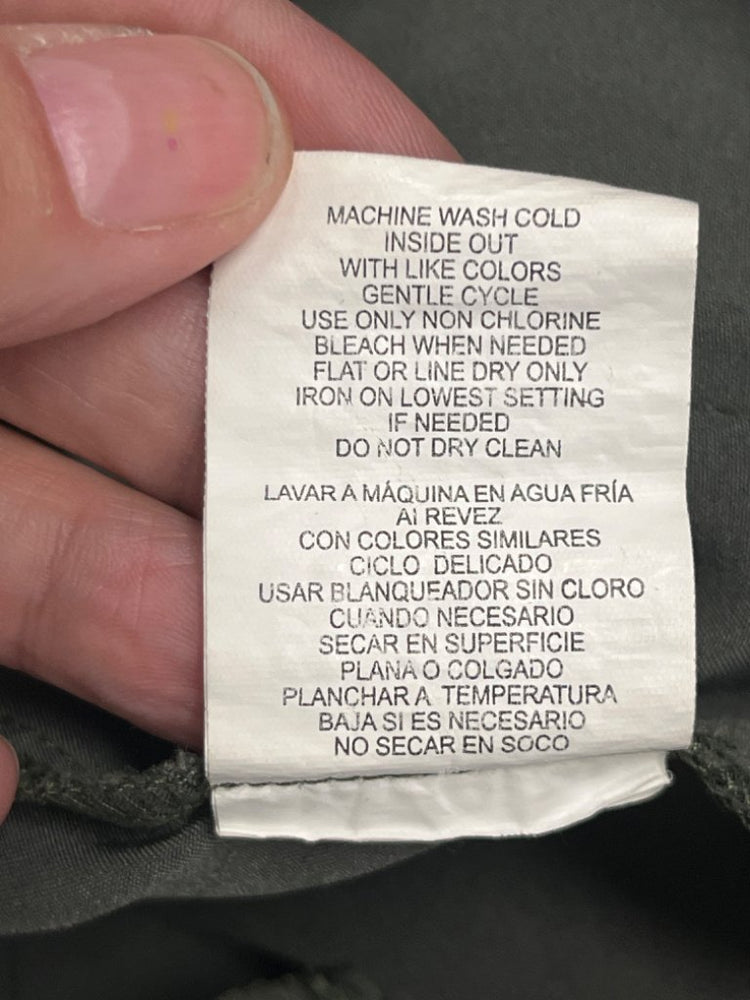 MACHINE WASH COLD
INSIDE OUT
WITH LIKE COLORS
GENTLE CYCLE
USE ONLY NON CHLORINE
BLEACH WHEN NEEDED
FLAT OR LINE DRY ONLY
IRON ON LOWEST SETTING
IF NEEDED
DO NOT DRY CLEAN
LAVAR A MÁQUINA EN AGUA FRÍA
Al REVEZ
CON COLORES SIMILARES
CICLO DELICADO
USAR BLANQUEADOR SIN CLORO
CUANDO NECESARIO
SECAR EN SUPERFICIE
PLANA O COLGADO
PLANCHAR A TEMPERATURA
BAJA SI ES NECESARIO
NO SECAR EN SOCO